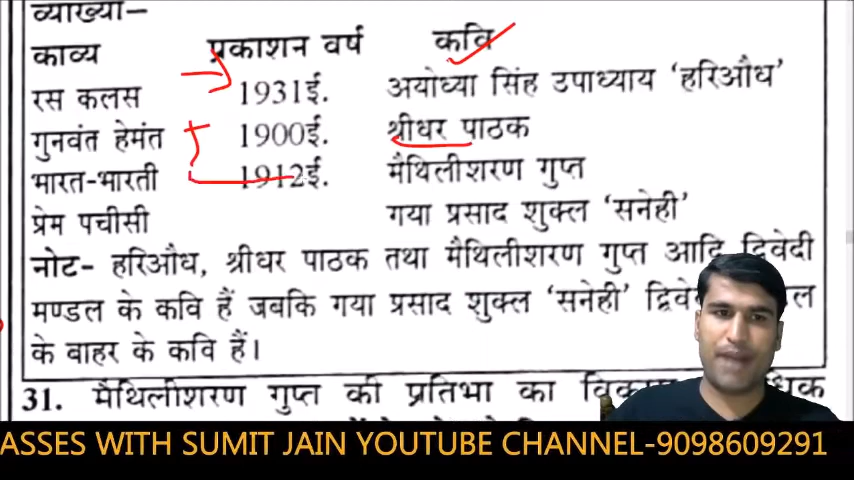 व्याख्या–
काव्य प्रकाशन वर्ष कवि
रस कलस 1931ई. अयोध्या सिंह उपाध्याय 'हरिऔध'
गुनवंत हेमंत 1900ई. श्रीधर पाठक
भारत-भारती 1912ई. मैथिलीशरण गुप्त
प्रेम पचीसी गया प्रसाद शुक्ल 'सनेही'
नोट- हरिऔध, श्रीधर पाठक तथा मैथिलीशरण गुप्त आदि द्विवेदी
मण्डल के कवि हैं जबकि गया प्रसाद शुक्ल 'सनेही'
के बाहर के कवि हैं।
31. मैथिलीशरण गुप्त की प्रतिभा का
ASSES WITH SUMIT JAIN YOUTUBE CHANNEL-9098609291